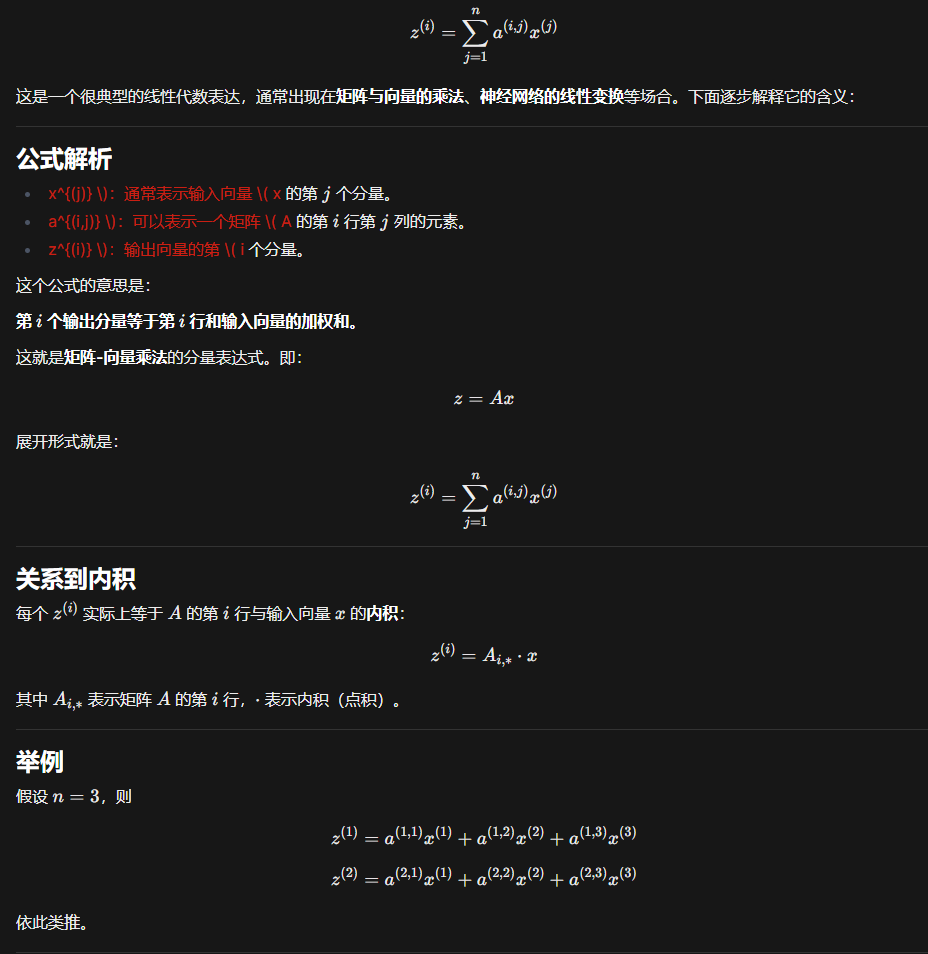 z^{(i)} = \sum_{j=1}^{n} a^{(i,j)} x^{(j)}
这是一个很典型的线性代数表达，通常出现在矩阵与向量的乘法、神经网络的线性变换等场合。下面逐步解释它的含义：
公式解析
x^{(j)} \)：通常表示输入向量 \( x 的第 j 个分量。
a^{(i,j)} \)：可以表示一个矩阵 \( A 的第 i 行第 j 列的元素。
z^{(i)} \)：输出向量的第 \( i 个分量。
这个公式的意思是：
第 i 个输出分量等于第 i 行和输入向量的加权和。
这就是矩阵-向量乘法的分量表达式。即：
z = Ax
展开形式就是：
z^{(i)} = \sum_{j=1}^{n} a^{(i,j)} x^{(j)}
关系到内积
每个 z^{(i)} 实际上等于 A 的第 i 行与输入向量 x 的内积：
z^{(i)} = A_{i,*} · x
其中 A_{i,*} 表示矩阵 A 的第 i 行，· 表示内积（点积）。
举例
假设 n = 3，则
z^{(1)} = a^{(1,1)} x^{(1)} + a^{(1,2)} x^{(2)} + a^{(1,3)} x^{(3)}
z^{(2)} = a^{(2,1)} x^{(1)} + a^{(2,2)} x^{(2)} + a^{(2,3)} x^{(3)}
依此类推。